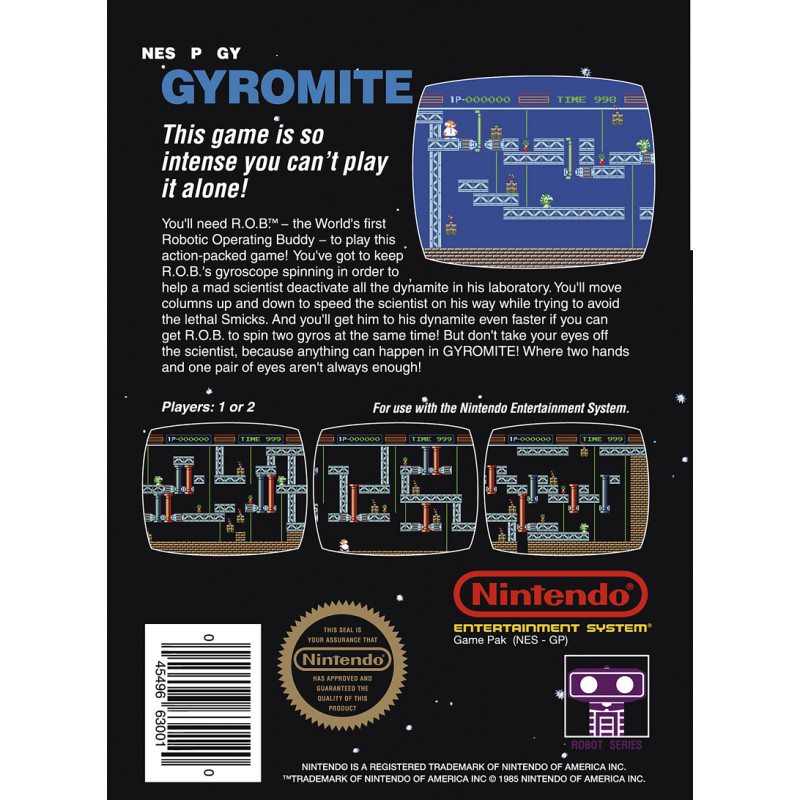 NES P GY
GYROMITE
This game is so
intense you can't play
it alone!
You'll need R.O.B.™ – the World's first
Robotic Operating Buddy – to play this
action-packed game! You've got to keep
R.O.B.'s gyroscope spinning in order to
help a mad scientist deactivate all the dynamite in his laboratory. You'll move
columns up and down to speed the scientist on his way while trying to avoid
the lethal Smicks. And you'll get him to his dynamite even faster if you can
get R.O.B. to spin two gyros at the same time! But don't take your eyes off
the scientist, because anything can happen in GYROMITE! Where two hands
and one pair of eyes aren't always enough!
1P-000000 TIME 998
Players: 1 or 2
For use with the Nintendo Entertainment System.
1P-000000 TIME 999
1P-000000 TIME 999
1P-000000 TIME 999
Nintendo®
ENTERTAINMENT SYSTEM®
Game Pak (NES - GP)
THIS SEAL IS
YOUR ASSURANCE THAT
Nintendo®
HAS APPROVED AND
GUARANTEED THE
QUALITY OF THIS
PRODUCT
0 45496 63001 0
ROBOT SERIES
NINTENDO IS A REGISTERED TRADEMARK OF NINTENDO OF AMERICA INC.
™TRADEMARK OF NINTENDO OF AMERICA INC © 1985 NINTENDO OF AMERICA INC.